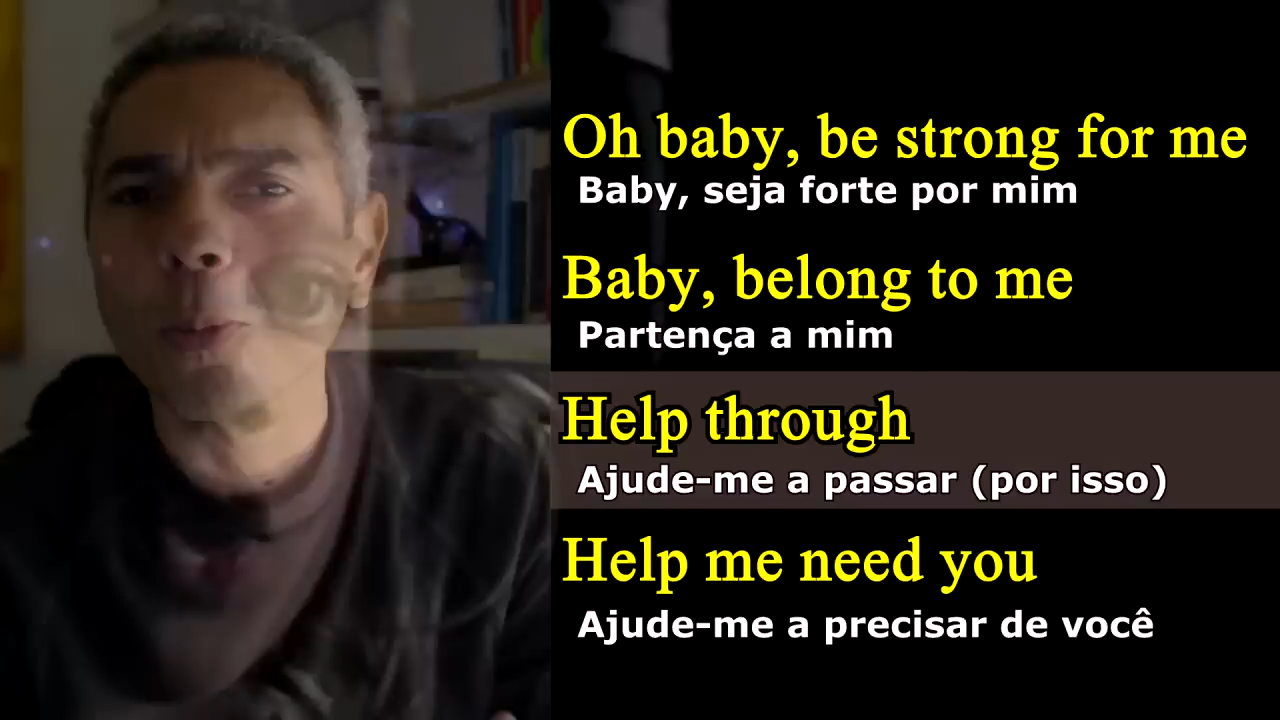 Oh baby, be strong for me
Baby, seja forte por mim
Baby, belong to me
Partença a mim
Help through
Ajude-me a passar (por isso)
Help me need you
Ajude-me a precisar de você